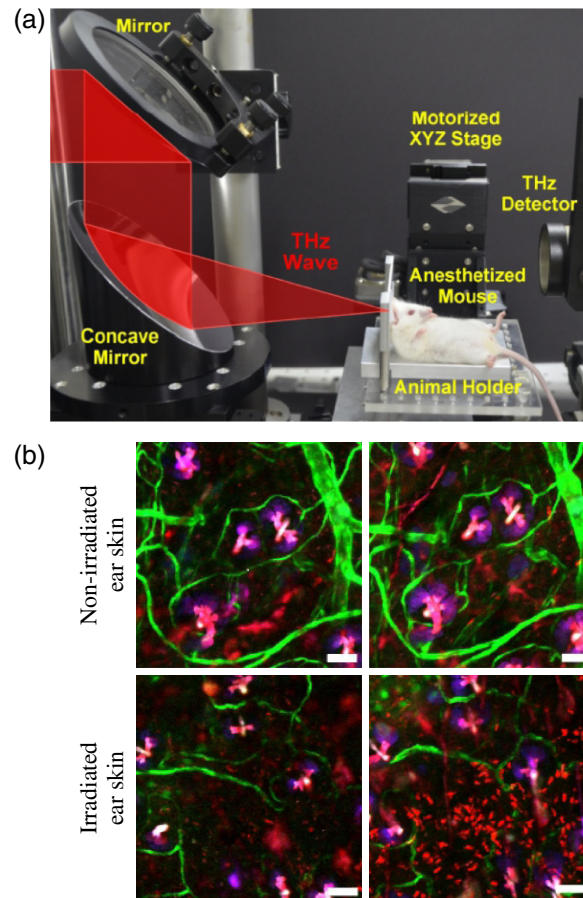 (a)
Mirror
Motorized
XYZ Stage
THz
Detector
THz
Wave
Anesthetized
Mouse
Concave
Mirror
Animal Holder
(b)
Non-irradiated
ear skin
Irradiated
ear skin